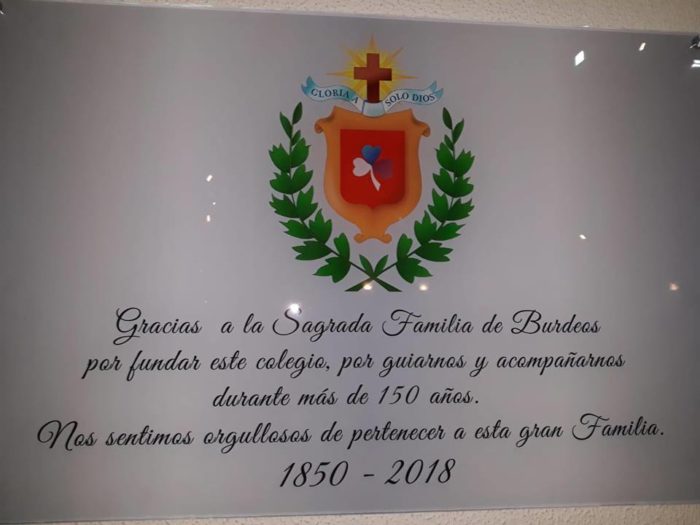 GLORIA A SOLO DIOS
Gracias a la Sagrada Familia de Burdeos
por fundar este colegio, por guiarnos y acompañarnos
durante más de 150 años.
Nos sentimos orgullosos de pertenecer a esta gran Familia.
1850 - 2018